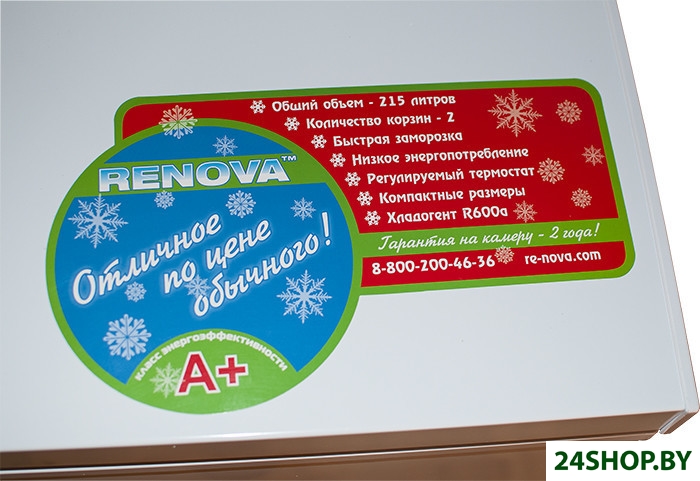 RENOVA™
Отличное
по цене
обычного!
КЛАСС ЭНЕРГОЭФФЕКТИВНОСТИ
A+
Общий объем - 215 литров
Количество корзин - 2
Быстрая заморозка
Низкое энергопотребление
Регулируемый термостат
Компактные размеры
Хладогент R600a
Гарантия на камеру - 2 года!
8-800-200-46-36 re-nova.com
24SHOP.BY